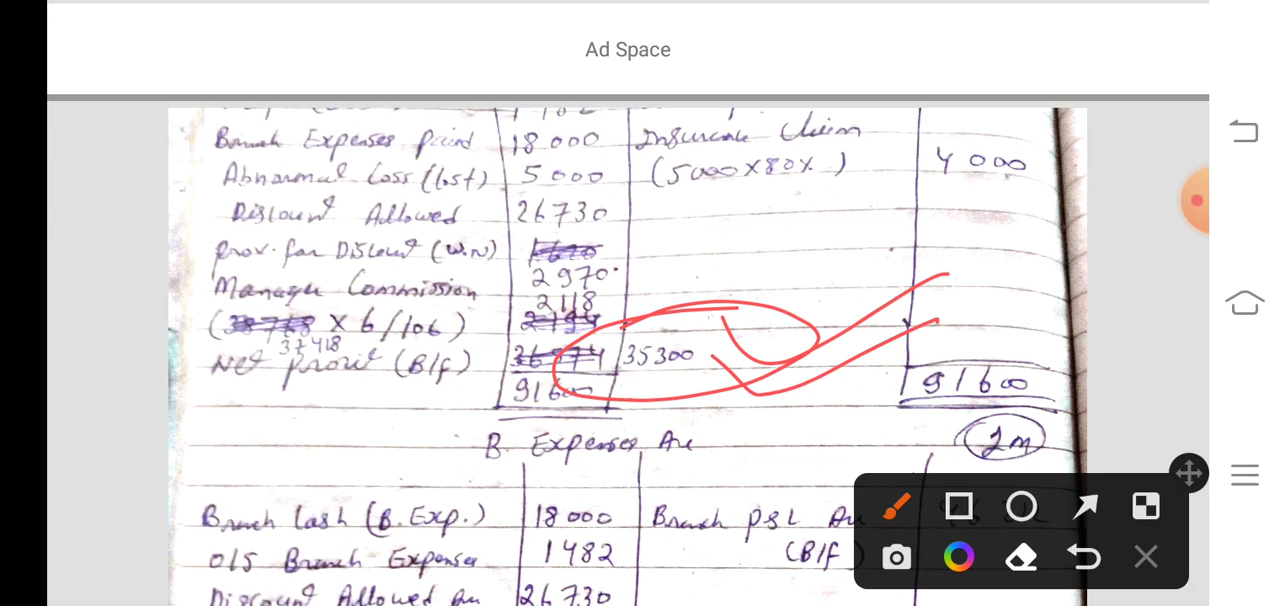 Ad Space
Branch Expenses Paid 18000 Insurance Claim
Abnormal Loss (lost) 5000 (5000 X 80%) 4000
Discount Allowed 26730
Prov. for Discount (W.N)
2970
Manager Commission 2118
( X 6/106)
37418
Net Profit (B/f) 35300
91600 91600
B. Expenses A/c 2m
Branch Cash (B. Exp.) 18000 Branch P&L A/c
O/S Branch Expenses 1482 (B/f)
Discount Allowed A/c 26730